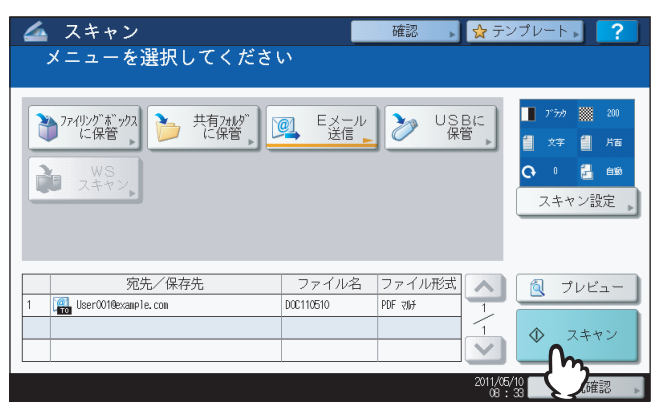 スキャン
確認
テンプレート
?
メニューを選択してください
ファイリングボックス
に保管
共有フォルダ
に保管
Eメール
送信
USBに
保管
WS
スキャン
ブラック
200
文字
片面
0
自動
スキャン設定
宛先／保存先 ファイル名 ファイル形式
1 TO User001@example.com DOC110510 PDF マルチ
1
1
プレビュー
スキャン
2011/05/10
08 : 33
確認